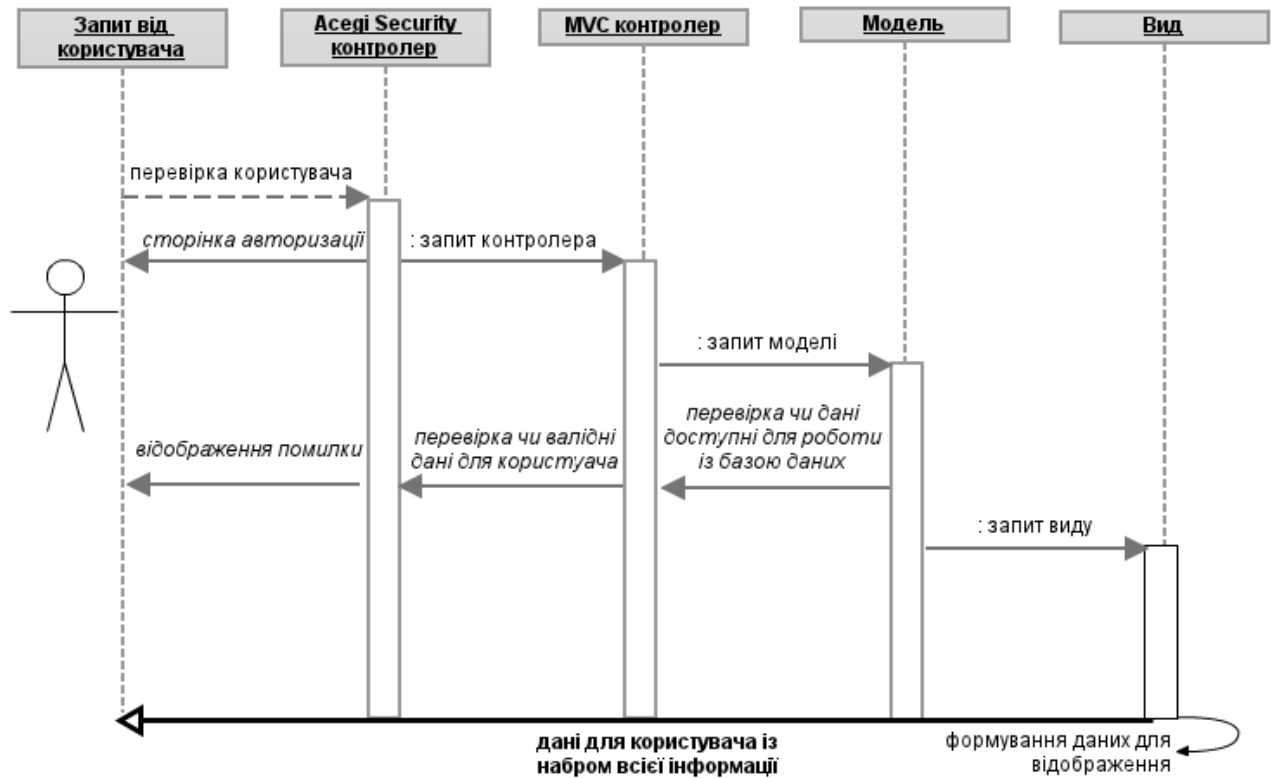 Запит від
користувача
Acegi Security
контролер
MVC контролер
Модель
Вид
перевірка користувача
сторінка авторизації
: запит контролера
: запит моделі
відображення помилки
перевірка чи валідні
дані для користуача
перевірка чи дані
доступні для роботи
із базою даних
: запит виду
дані для користувача із
набром всієї інформації
формування даних для
відображення